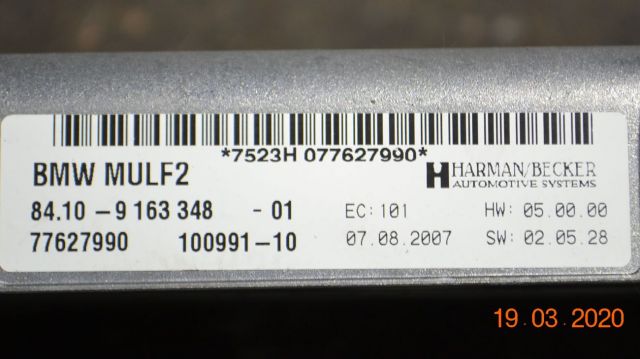 *7523H 077627990*
BMW MULF2
HARMAN/BECKER
AUTOMOTIVE SYSTEMS
84.10 - 9 163 348 - 01 EC: 101 HW: 05.00.00
77627990 100991-10 07.08.2007 SW: 02.05.28
19.03.2020